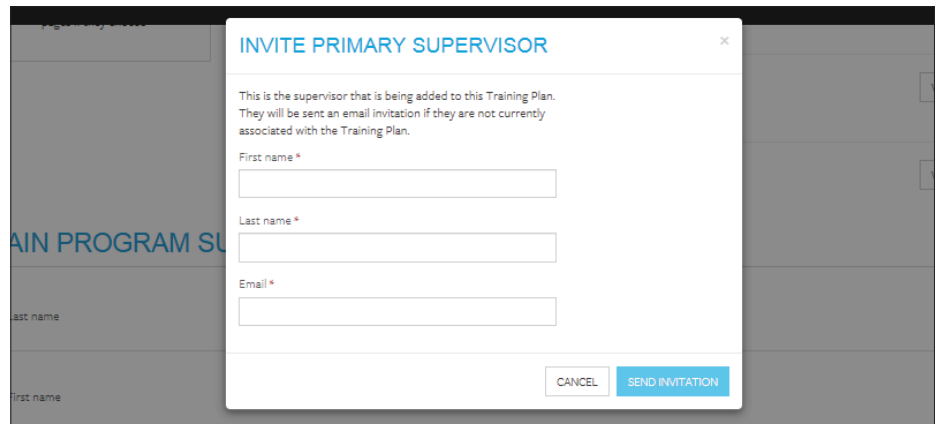 INVITE PRIMARY SUPERVISOR
×
This is the supervisor that is being added to this Training Plan.
They will be sent an email invitation if they are not currently
associated with the Training Plan.
First name *
Last name *
Email *
CANCEL
SEND INVITATION
AIN PROGRAM SU
Last name
First name